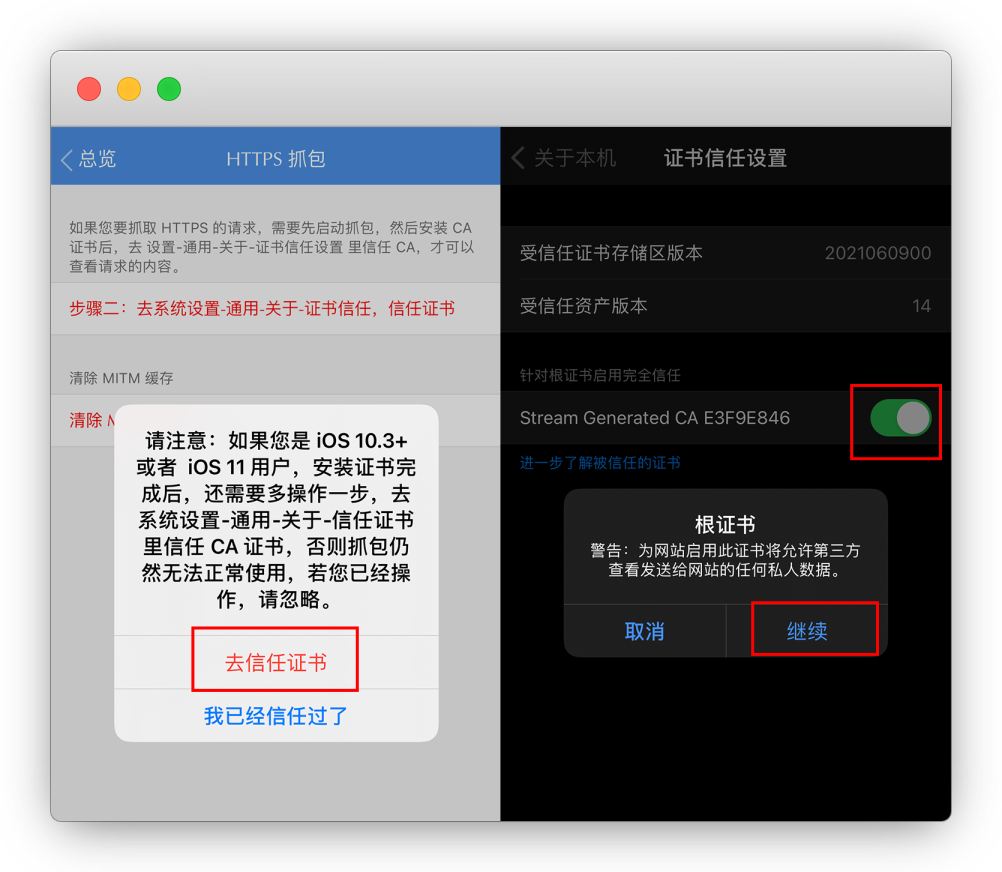 总览
HTTPS 抓包
如果您要抓取 HTTPS 的请求，需要先启动抓包，然后安装 CA
证书后，去 设置-通用-关于-证书信任设置 里信任 CA，才可以
查看请求的内容。
步骤二：去系统设置-通用-关于-证书信任，信任证书
清除 MITM 缓存
清除
请注意：如果您是 iOS 10.3+
或者 iOS 11 用户，安装证书完
成后，还需要多操作一步，去
系统设置-通用-关于-信任证书
里信任 CA 证书，否则抓包仍
然无法正常使用，若您已经操
作，请忽略。
去信任证书
我已经信任过了
关于本机
证书信任设置
受信任证书存储区版本
2021060900
受信任资产版本
14
针对根证书启用完全信任
Stream Generated CA E3F9E846
进一步了解被信任的证书
根证书
警告：为网站启用此证书将允许第三方
查看发送给网站的任何私人数据。
取消
继续